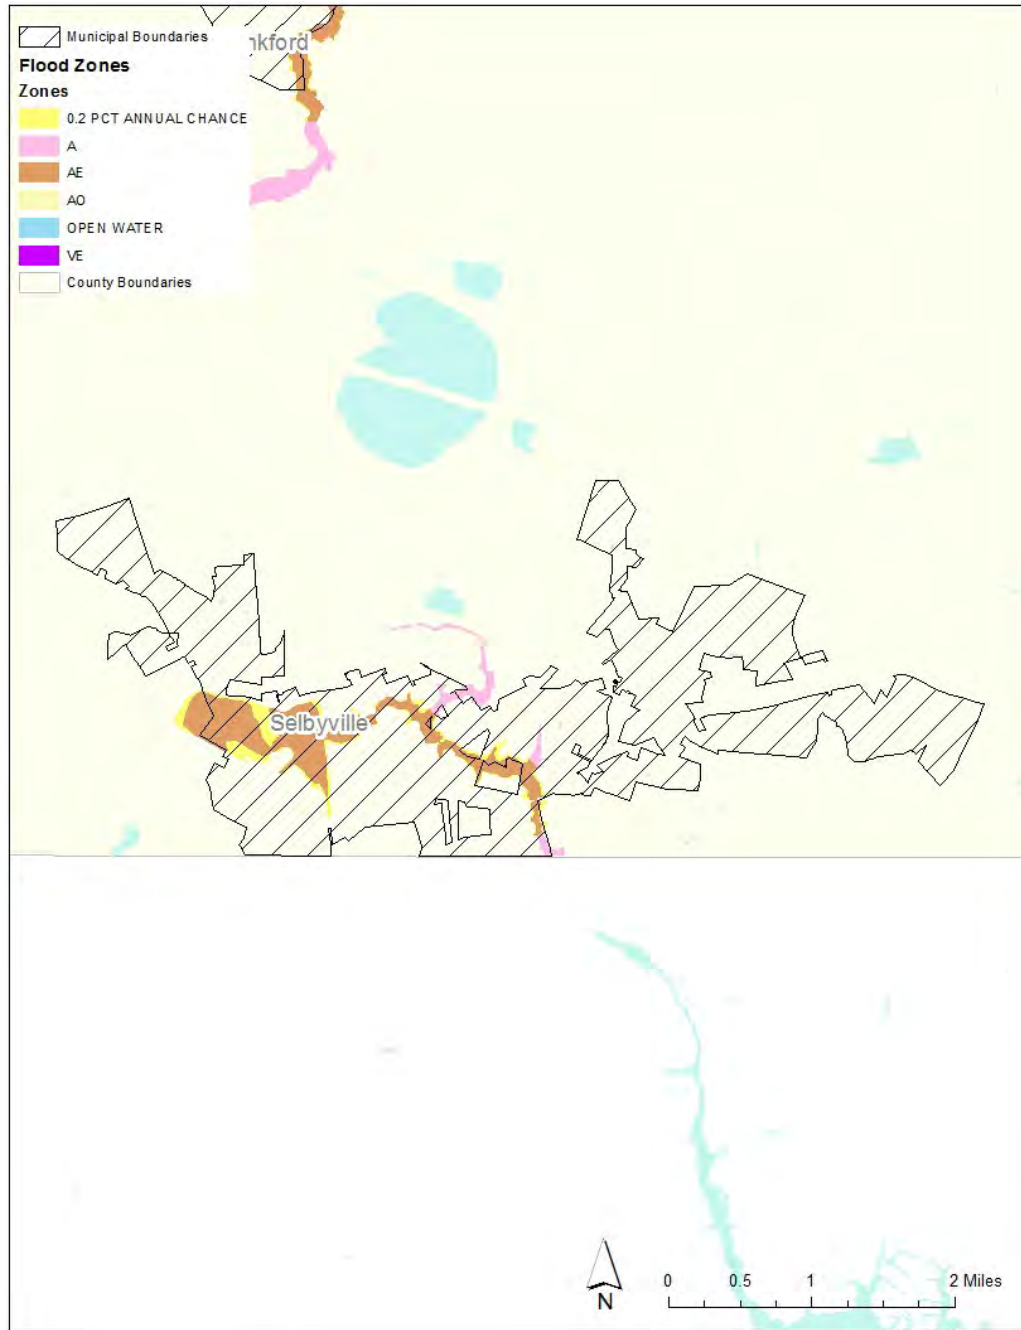 Municipal Boundaries
nkford
Flood Zones
Zones
0.2 PCT ANNUAL CHANCE
A
AE
AO
OPEN WATER
VE
County Boundaries
Selbyville
N
0 0.5 1 2 Miles